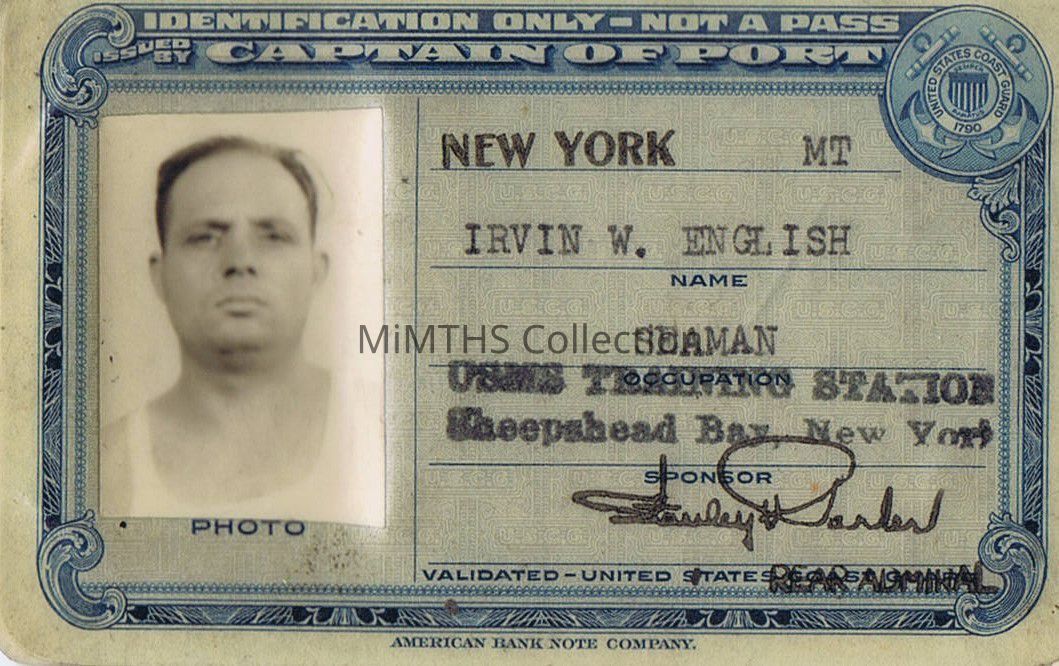 IDENTIFICATION ONLY – NOT A PASS
ISSUED BY CAPTAIN OF PORT
UNITED STATES COAST GUARD
1790
NEW YORK MT
IRVIN W. ENGLISH
NAME
MiMTHS Collection
SEAMAN
OCCUPATION
USMS TRAINING STATION
Sheepshead Bay, New York
SPONSOR
PHOTO
VALIDATED – UNITED STATES
REAR ADMIRAL
AMERICAN BANK NOTE COMPANY.